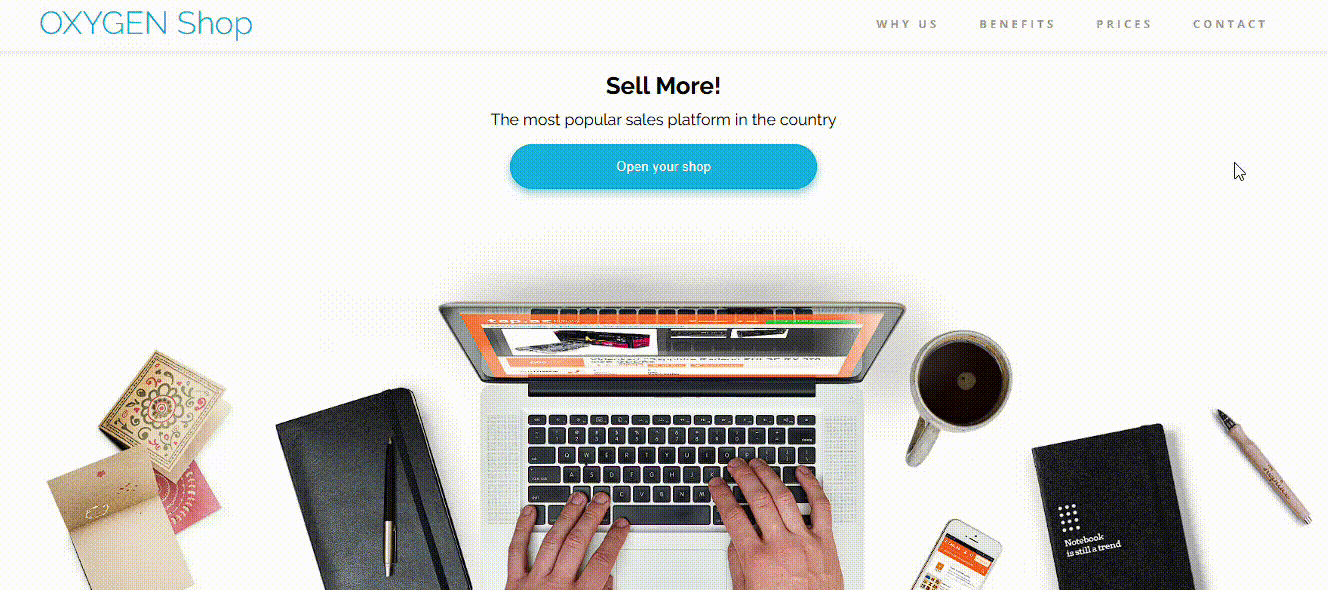 OXYGEN Shop
WHY US
BENEFITS
PRICES
CONTACT
Sell More!
The most popular sales platform in the country
Open your shop
Notebook
is still a trend